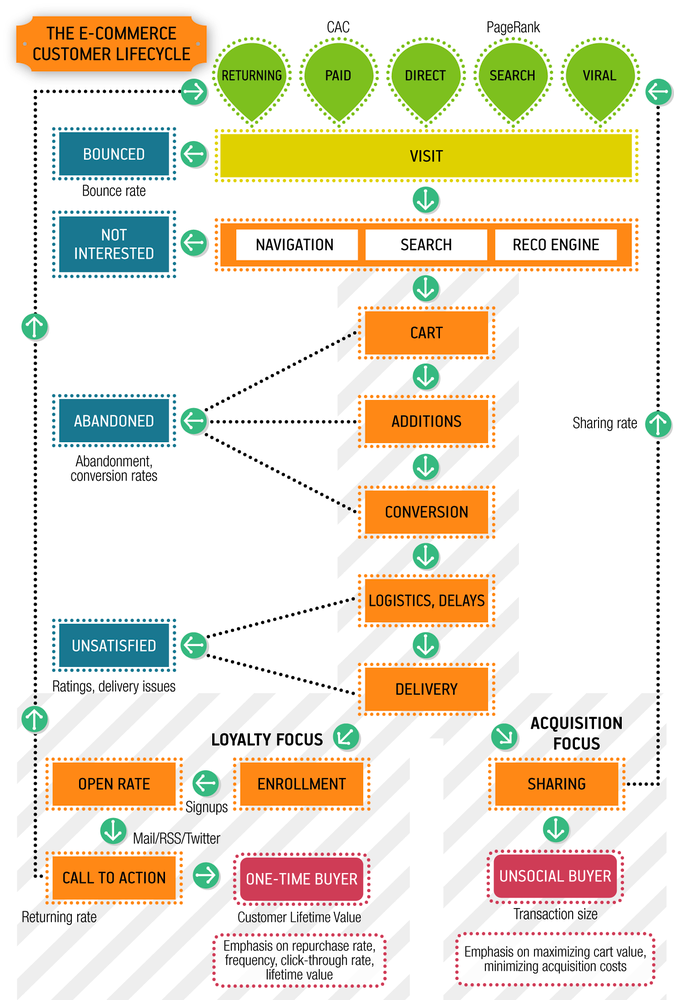 THE E-COMMERCE
CUSTOMER LIFECYCLE
CAC
PageRank
RETURNING
PAID
DIRECT
SEARCH
VIRAL
BOUNCED
Bounce rate
VISIT
NOT
INTERESTED
NAVIGATION
SEARCH
RECO ENGINE
CART
ABANDONED
Abandonment,
conversion rates
ADDITIONS
Sharing rate
CONVERSION
LOGISTICS, DELAYS
UNSATISFIED
Ratings, delivery issues
DELIVERY
LOYALTY FOCUS
ACQUISITION
FOCUS
OPEN RATE
Signups
ENROLLMENT
SHARING
Mail/RSS/Twitter
CALL TO ACTION
Returning rate
ONE-TIME BUYER
Customer Lifetime Value
UNSOCIAL BUYER
Transaction size
Emphasis on repurchase rate,
frequency, click-through rate,
lifetime value
Emphasis on maximizing cart value,
minimizing acquisition costs